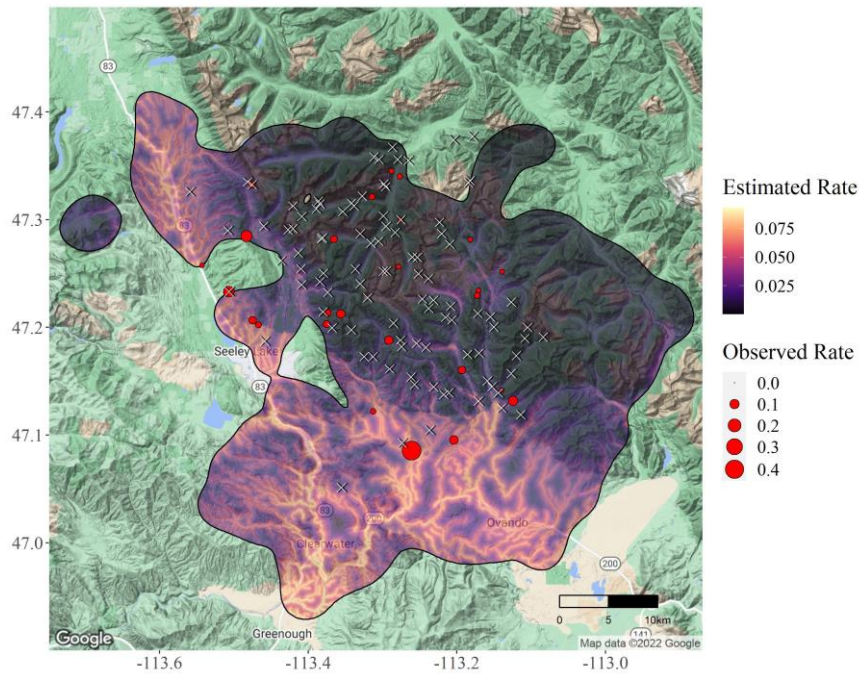 47.4
47.3
47.2
47.1
47.0
83
83
Seeley Lake
83
83
200
Ovando
Clearwater
200
Greenough
141
0 5 10km
Google
Map data ©2022 Google
-113.6 -113.4 -113.2 -113.0
Estimated Rate
0.075
0.050
0.025
Observed Rate
0.0
0.1
0.2
0.3
0.4